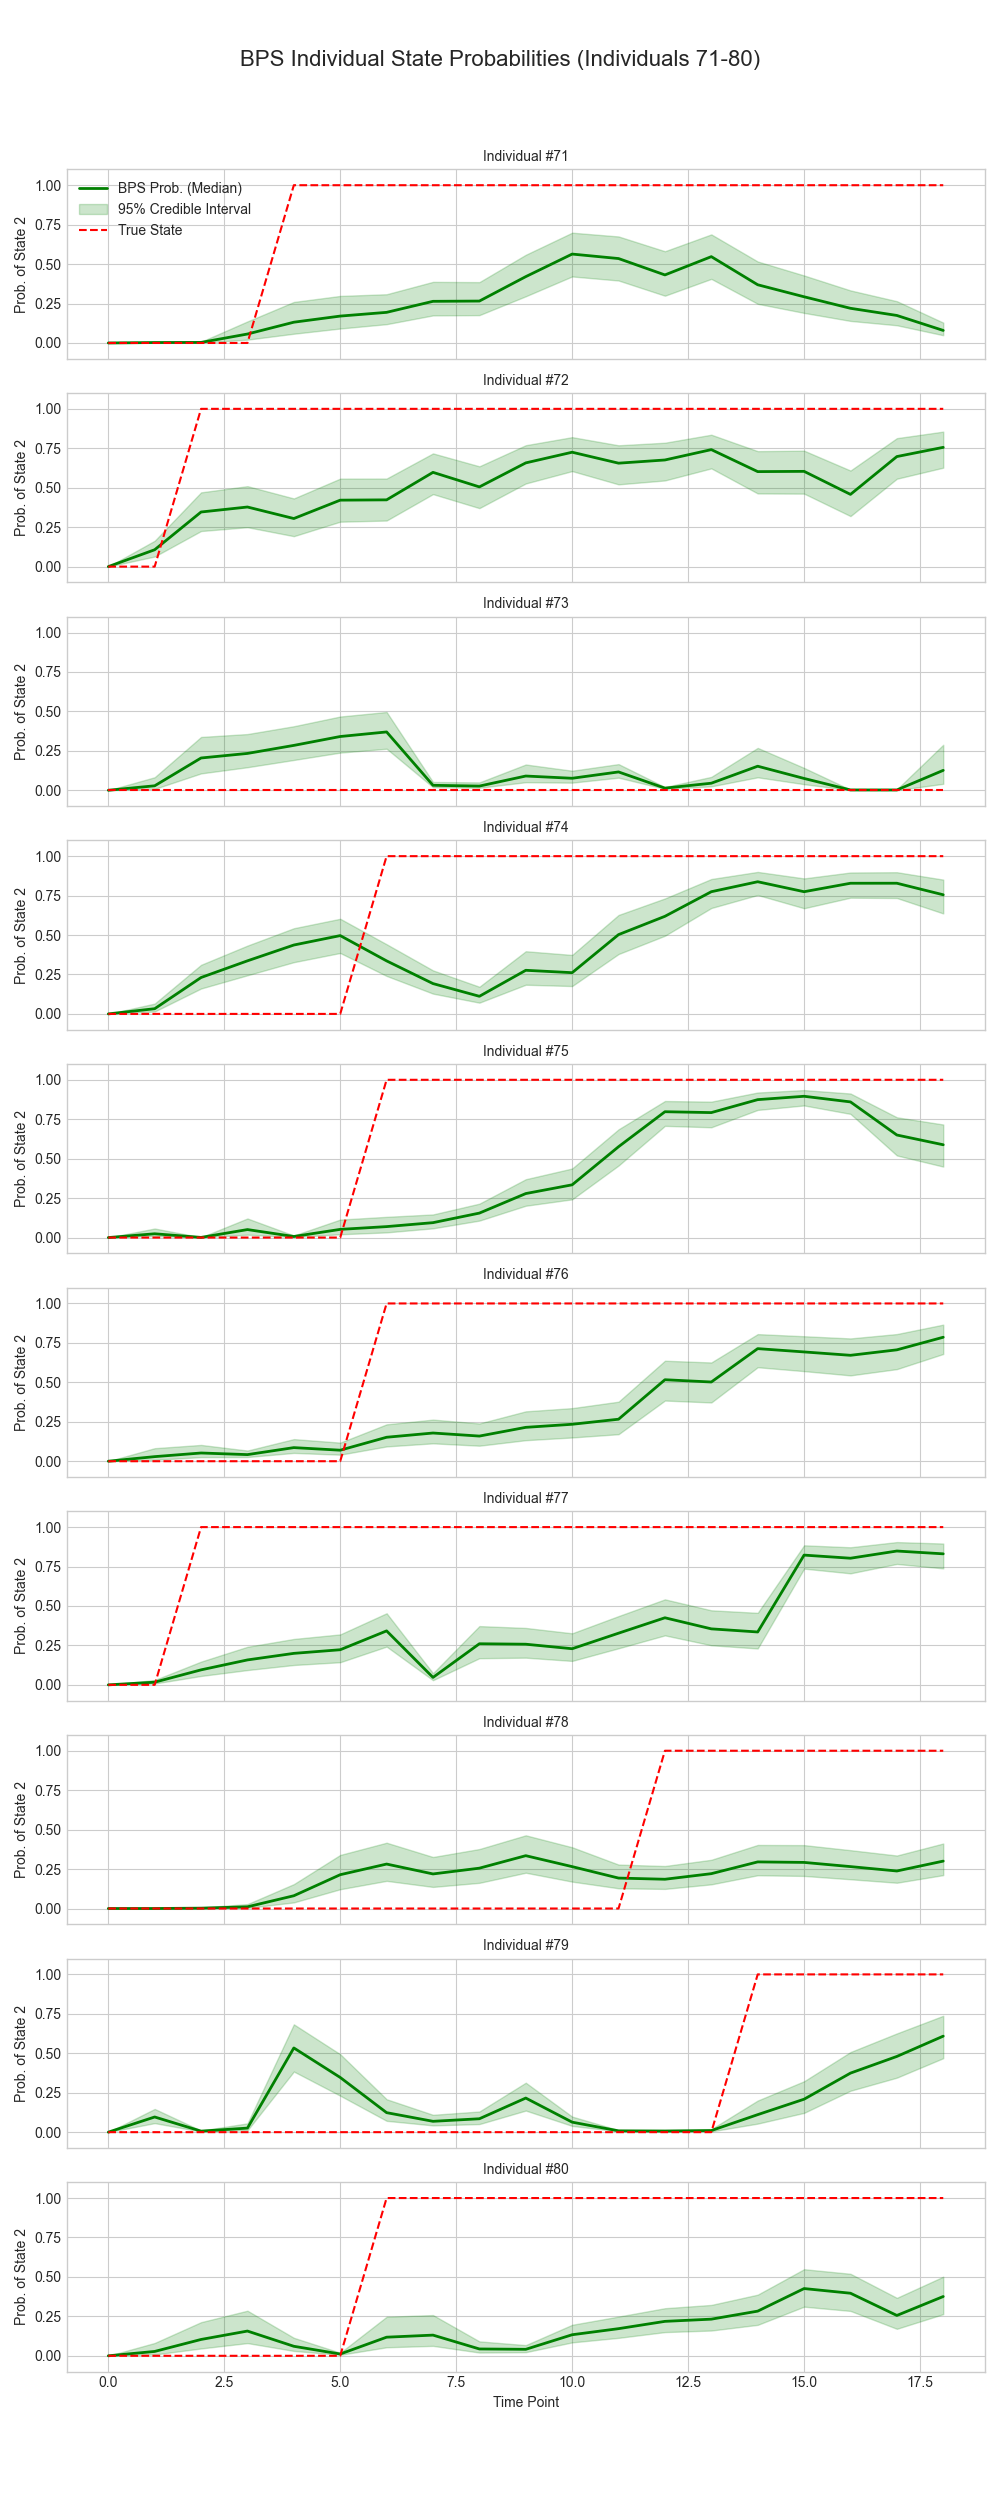 BPS Individual State Probabilities (Individuals 71-80)
Individual #71
BPS Prob. (Median)
95% Credible Interval
True State
Prob. of State 2
1.00
0.75
0.50
0.25
0.00
Individual #72
Prob. of State 2
1.00
0.75
0.50
0.25
0.00
Individual #73
Prob. of State 2
1.00
0.75
0.50
0.25
0.00
Individual #74
Prob. of State 2
1.00
0.75
0.50
0.25
0.00
Individual #75
Prob. of State 2
1.00
0.75
0.50
0.25
0.00
Individual #76
Prob. of State 2
1.00
0.75
0.50
0.25
0.00
Individual #77
Prob. of State 2
1.00
0.75
0.50
0.25
0.00
Individual #78
Prob. of State 2
1.00
0.75
0.50
0.25
0.00
Individual #79
Prob. of State 2
1.00
0.75
0.50
0.25
0.00
Individual #80
Prob. of State 2
1.00
0.75
0.50
0.25
0.00
0.0 2.5 5.0 7.5 10.0 12.5 15.0 17.5
Time Point